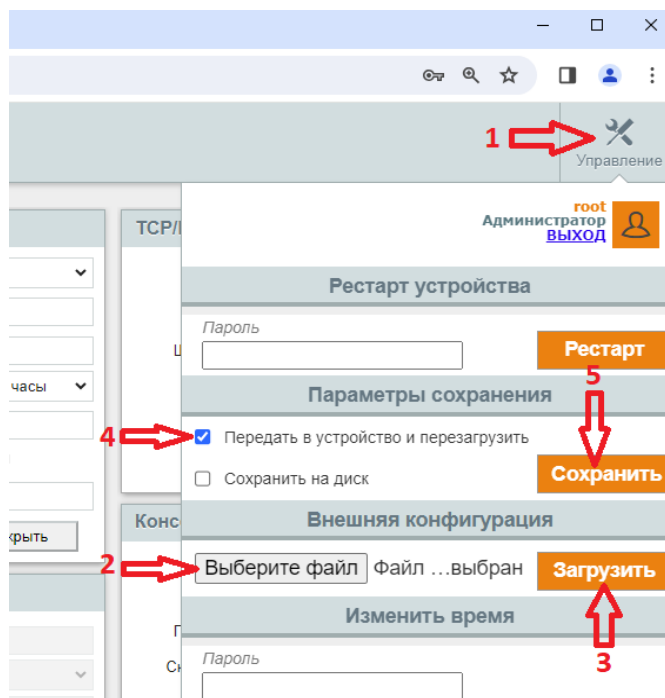 1
Управление
root
Администратор
ВЫХОД
TCP/
Рестарт устройства
Пароль
Рестарт
часы
5
Параметры сохранения
4
Передать в устройство и перезагрузить
Сохранить на диск
Сохранить
Конс
Внешняя конфигурация
крыть
2
Выберите файл
Файл …выбран
Загрузить
Изменить время
3
Пароль